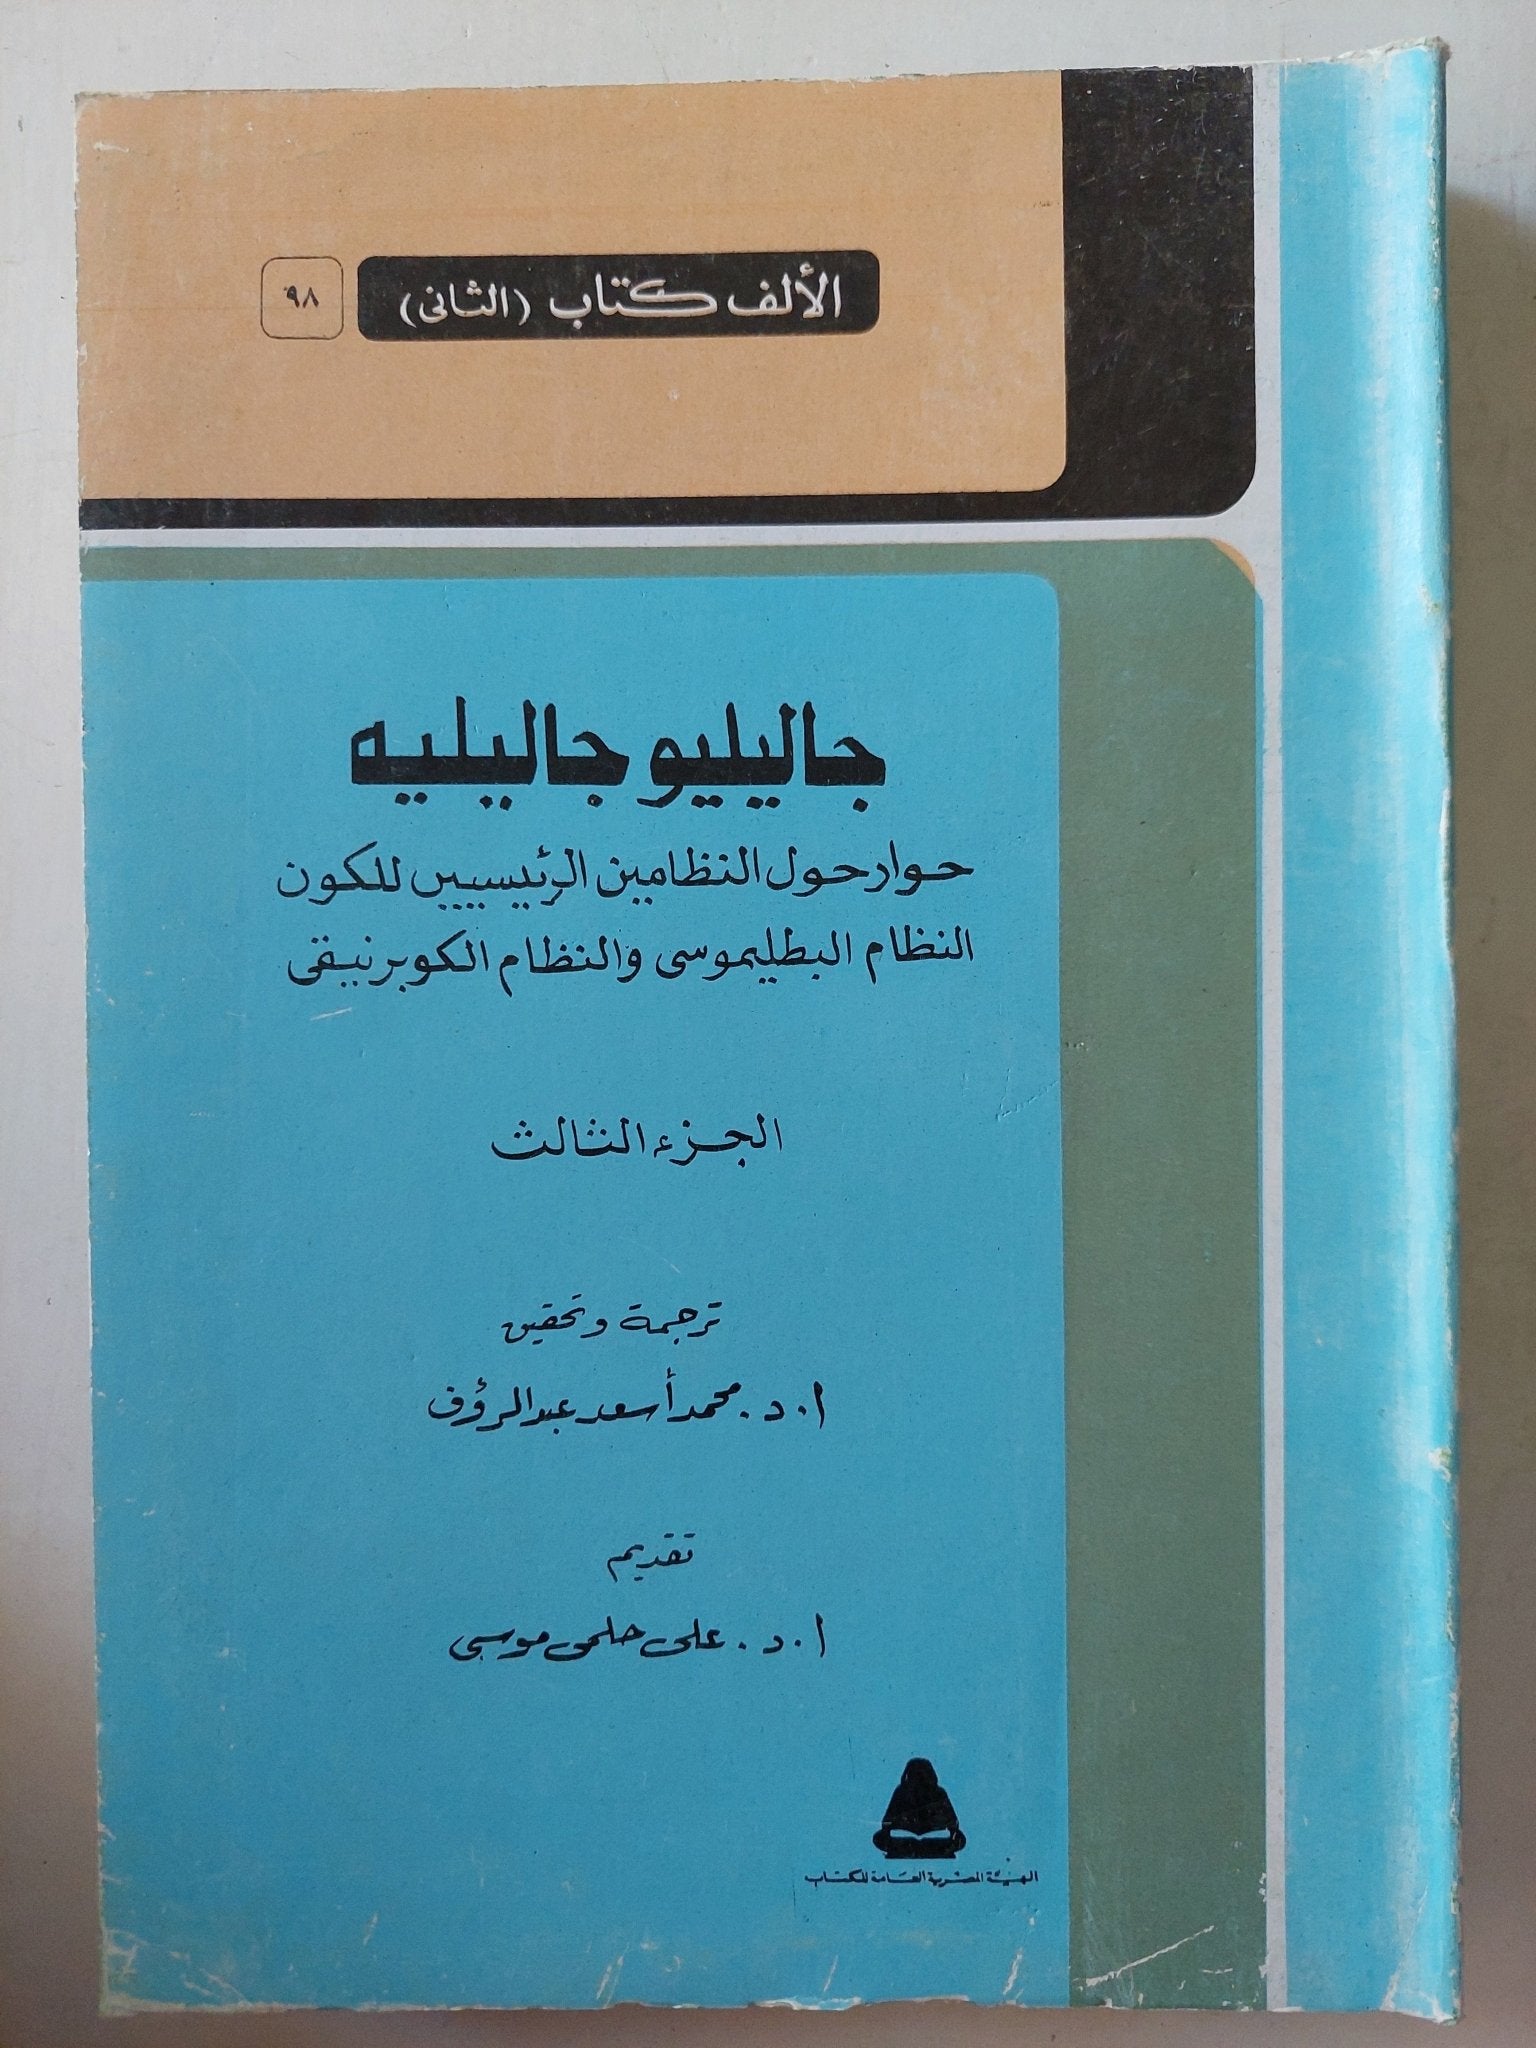 الألف كتاب (الثانى) ٩٨
جاليليو جاليليه
حوار حول النظامين الرئيسيين للكون
النظام البطليموسى والنظام الكوبرنيقى
الجزء الثالث
ترجمة وتحقيق
أ. د. محمد أسعد عبد الرؤف
تقديم
أ. د. على حلمى موسى
الهيئة المصرية العامة للكتاب